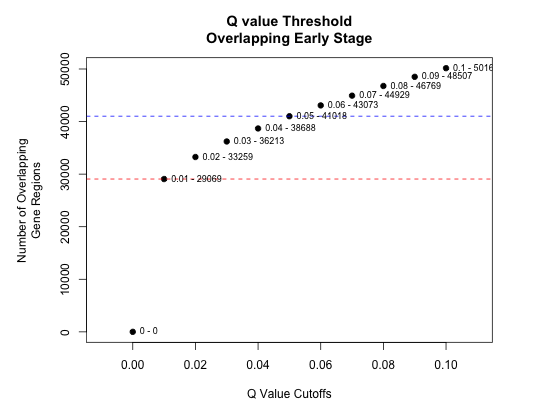 Q value Threshold
Overlapping Early Stage
Number of Overlapping
Gene Regions
50000
40000
30000
20000
10000
0
0.1 - 5016
0.09 - 48507
0.08 - 46769
0.07 - 44929
0.06 - 43073
0.05 - 41018
0.04 - 38688
0.03 - 36213
0.02 - 33259
0.01 - 29069
0 - 0
0.00 0.02 0.04 0.06 0.08 0.10
Q Value Cutoffs